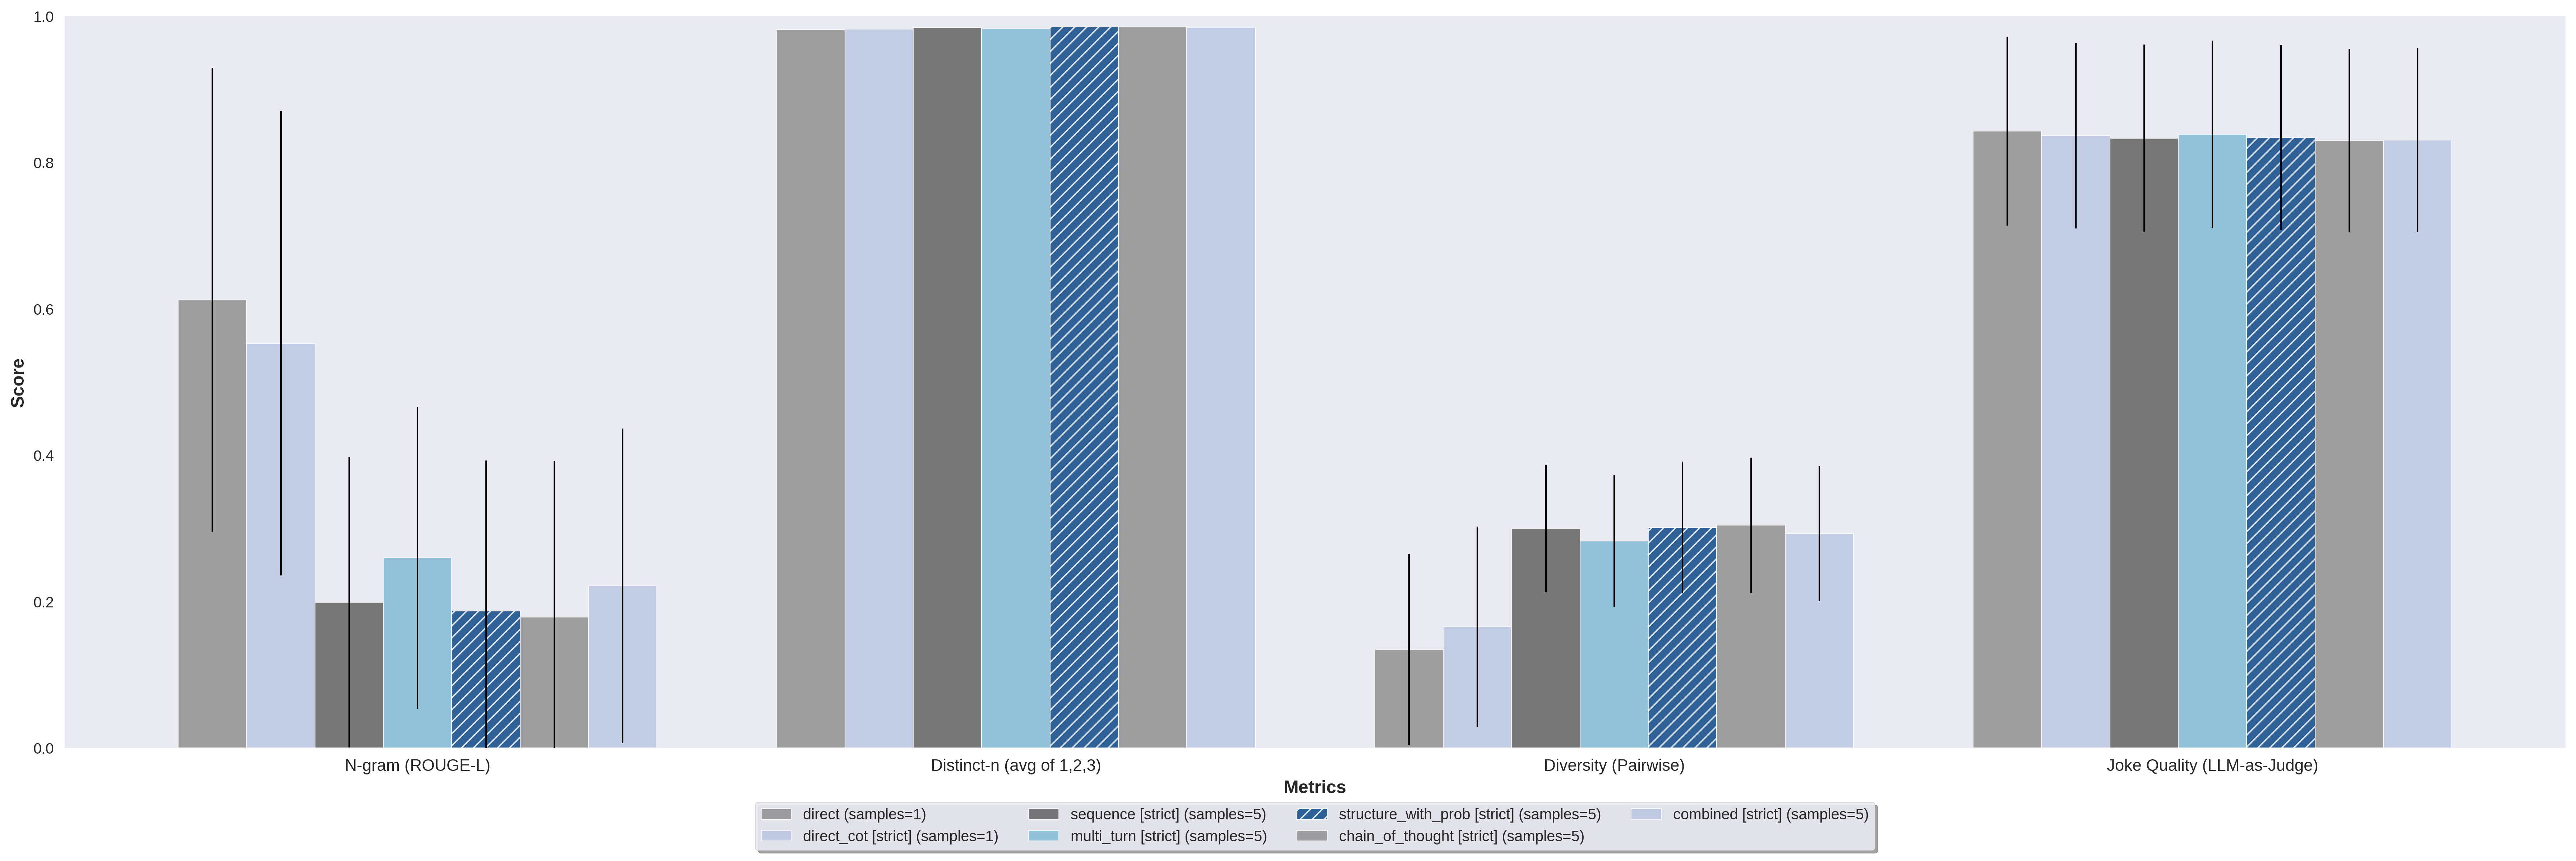 1.0
0.8
0.6
0.4
0.2
0.0
Score
N-gram (ROUGE-L)
Distinct-n (avg of 1,2,3)
Diversity (Pairwise)
Joke Quality (LLM-as-Judge)
Metrics
direct (samples=1)
direct_cot [strict] (samples=1)
sequence [strict] (samples=5)
multi_turn [strict] (samples=5)
structure_with_prob [strict] (samples=5)
chain_of_thought [strict] (samples=5)
combined [strict] (samples=5)